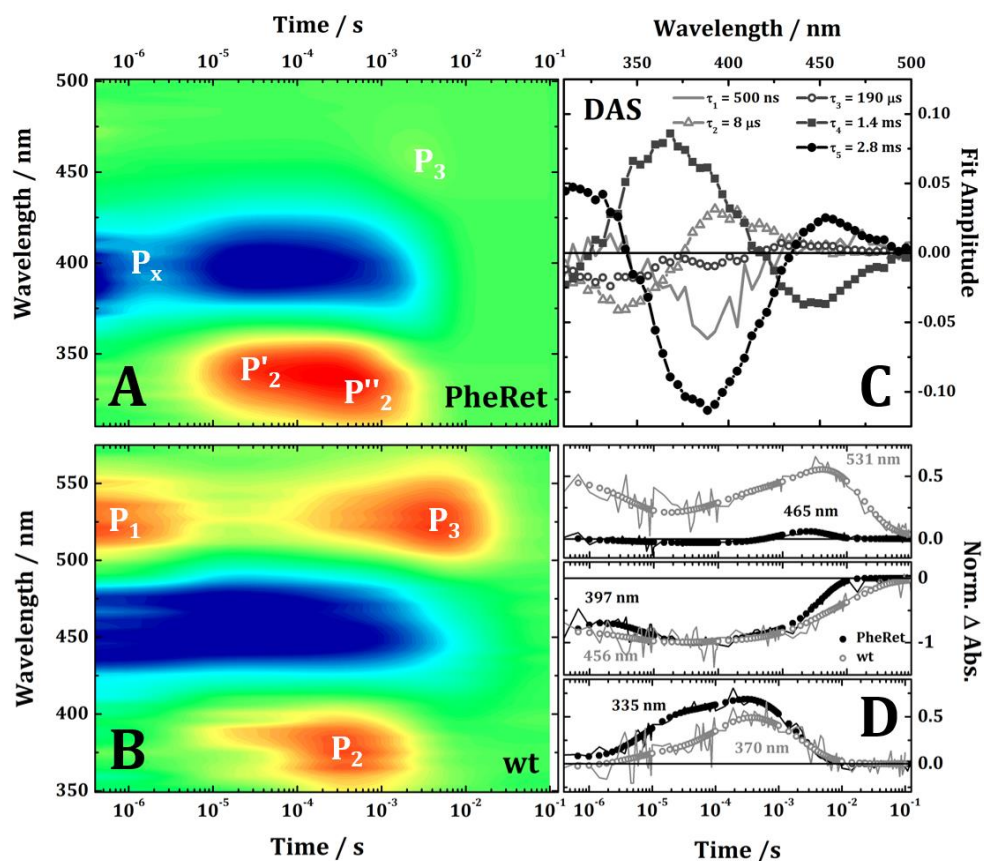 Time / s
Wavelength / nm
10⁻⁶ 10⁻⁵ 10⁻⁴ 10⁻³ 10⁻² 10⁻¹
350 400 450 500
500
450
400
350
Wavelength / nm
Pₓ
P'₂
P''₂
P₃
A
PheRet
DAS
τ₁ = 500 ns
τ₂ = 8 µs
τ₃ = 190 µs
τ₄ = 1.4 ms
τ₅ = 2.8 ms
0.10
0.05
0.00
-0.05
-0.10
Fit Amplitude
C
550
500
450
400
350
Wavelength / nm
P₁
P₃
P₂
B
wt
10⁻⁶ 10⁻⁵ 10⁻⁴ 10⁻³ 10⁻² 10⁻¹
Time / s
531 nm
465 nm
0.5
0.0
397 nm
456 nm
PheRet
wt
0
-1
335 nm
370 nm
D
0.5
0.0
Norm. Δ Abs.
10⁻⁶ 10⁻⁵ 10⁻⁴ 10⁻³ 10⁻² 10⁻¹
Time /s